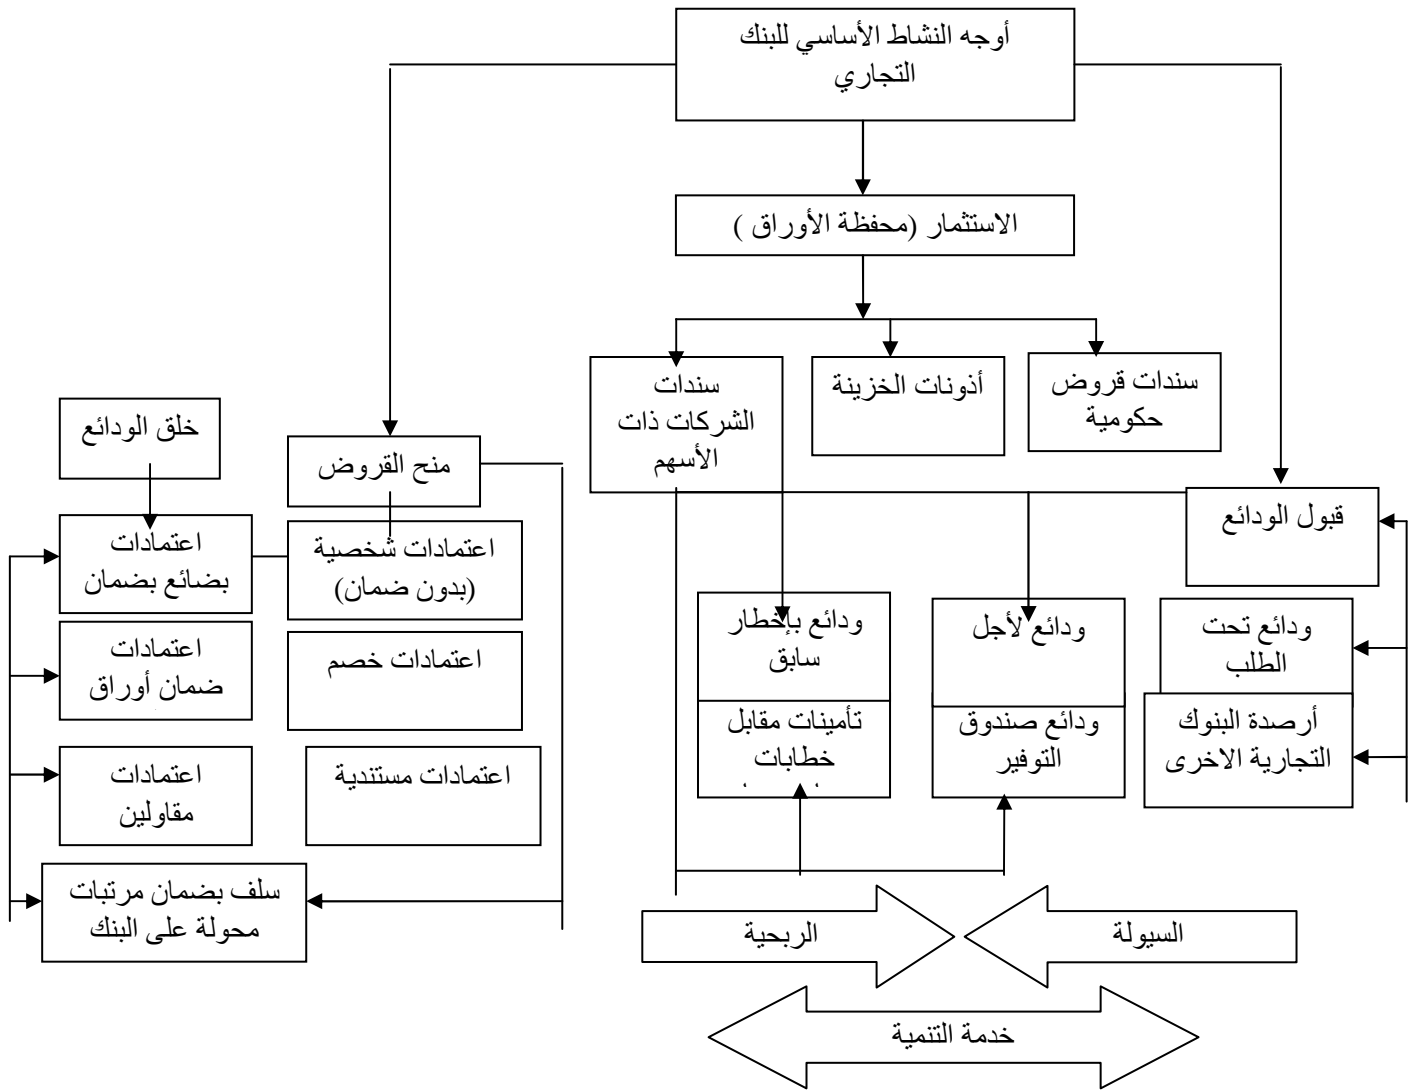 أوجه النشاط الأساسي للبنك
التجاري
الاستثمار (محفظة الأوراق )
سندات قروض
حكومية
أذونات الخزينة
سندات
الشركات ذات
الأسهم
خلق الودائع
منح القروض
قبول الودائع
اعتمادات شخصية
(بدون ضمان)
اعتمادات
بضائع بضمان
ودائع تحت
الطلب
ودائع لأجل
ودائع بإخطار
سابق
اعتمادات خصم
اعتمادات
ضمان أوراق
أرصدة البنوك
التجارية الاخرى
ودائع صندوق
التوفير
تأمينات مقابل
خطابات
اعتمادات مستندية
اعتمادات
مقاولين
سلف بضمان مرتبات
محولة على البنك
السيولة
الربحية
خدمة التنمية